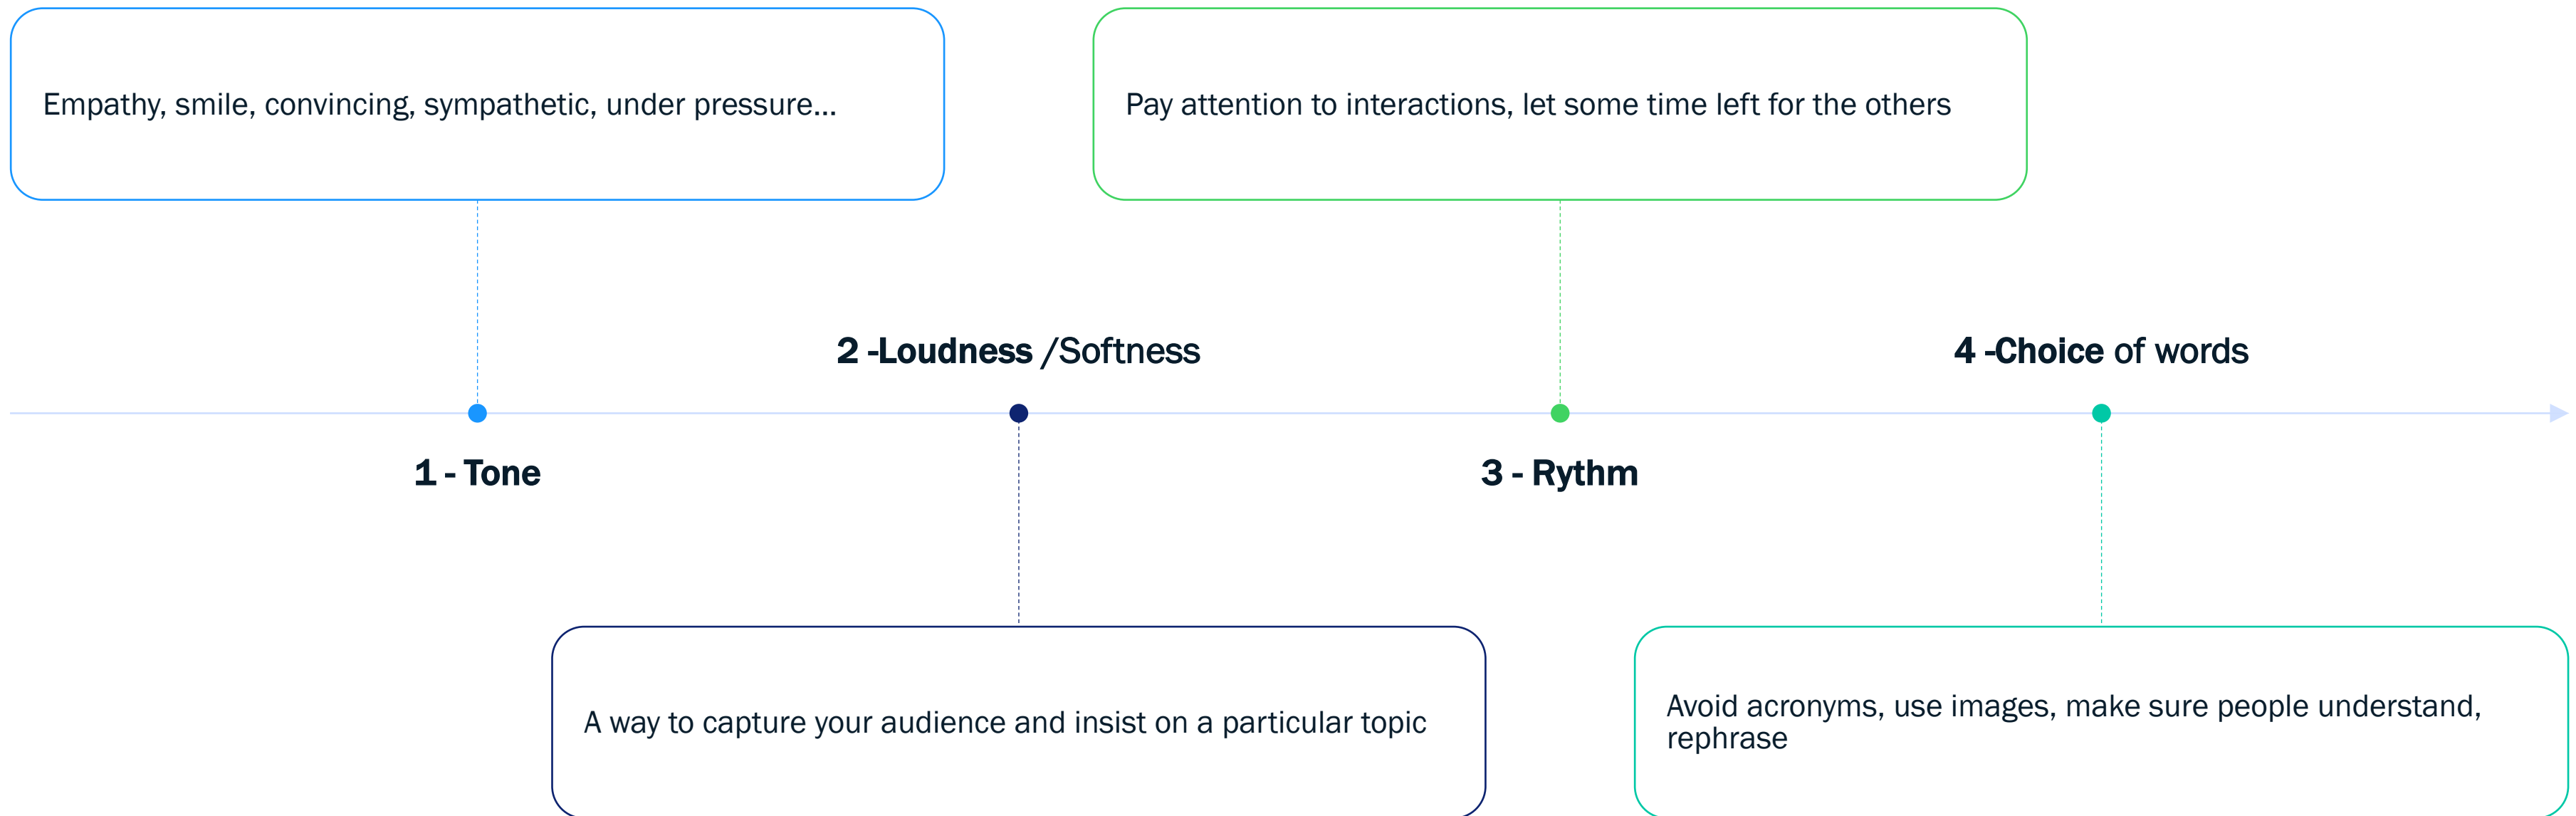 Empathy, smile, convincing, sympathetic, under pressure...
Pay attention to interactions, let some time left for the others
2 -Loudness /Softness
4 -Choice of words
1 - Tone
3 - Rythm
A way to capture your audience and insist on a particular topic
Avoid acronyms, use images, make sure people understand,
rephrase